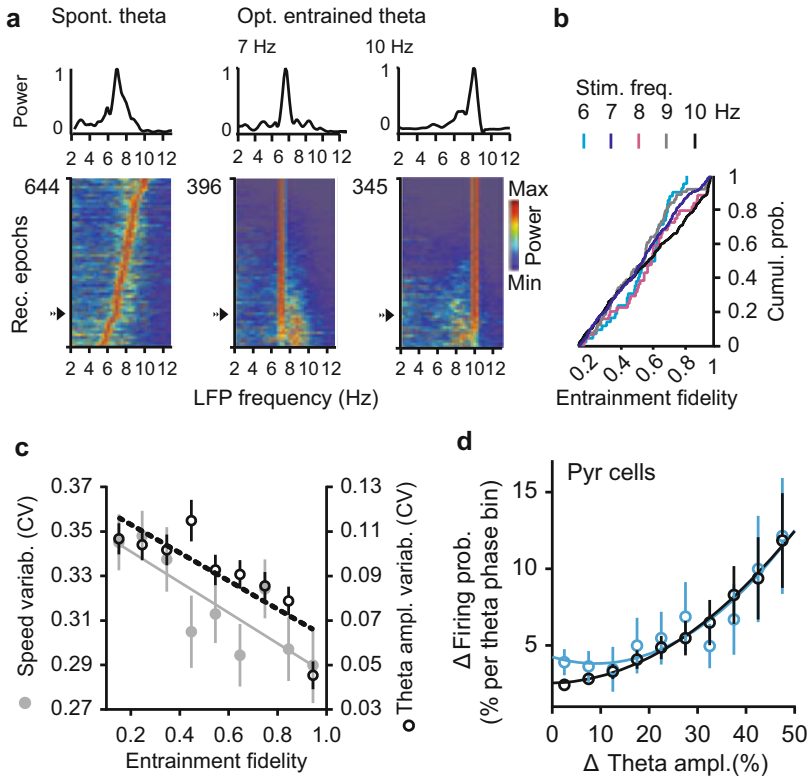 a
Spont. theta
Opt. entrained theta
7 Hz
10 Hz
Power
1
0
1
0
1
0
2 4 6 8 10 12
2 4 6 8 10 12
2 4 6 8 10 12
644
396
345
Rec. epochs
Max
Power
Min
2 4 6 8 10 12
2 4 6 8 10 12
2 4 6 8 10 12
LFP frequency (Hz)
b
Stim. freq.
6 7 8 9 10 Hz
1
0.8
0.6
0.4
0.2
0
Cumul. prob.
0.2 0.4 0.6 0.8 1
Entrainment fidelity
c
Speed variab. (CV)
0.37
0.35
0.33
0.31
0.29
0.27
0.13
0.11
0.09
0.07
0.05
0.03
Theta ampl. variab. (CV)
0.2 0.4 0.6 0.8 1.0
Entrainment fidelity
d
Pyr cells
Δ Firing prob.
(% per theta phase bin)
15
10
5
0 10 20 30 40 50
Δ Theta ampl.(%)